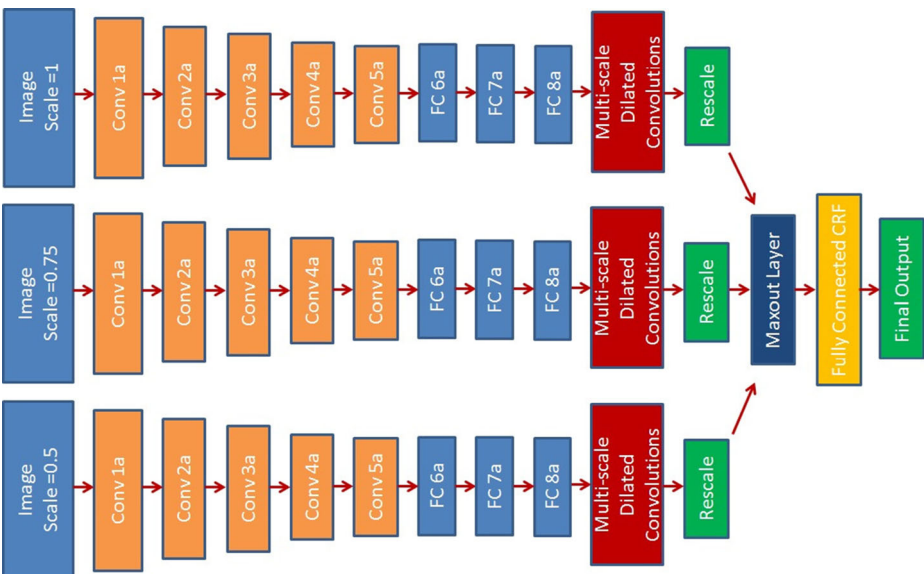 Image
Scale =1
Conv 1a
Conv 2a
Conv 3a
Conv 4a
Conv 5a
FC 6a
FC 7a
FC 8a
Multi-scale
Dilated
Convolutions
Rescale
Image
Scale =0.75
Conv 1a
Conv 2a
Conv 3a
Conv 4a
Conv 5a
FC 6a
FC 7a
FC 8a
Multi-scale
Dilated
Convolutions
Rescale
Image
Scale =0.5
Conv 1a
Conv 2a
Conv 3a
Conv 4a
Conv 5a
FC 6a
FC 7a
FC 8a
Multi-scale
Dilated
Convolutions
Rescale
Maxout Layer
Fully Connected CRF
Final Output